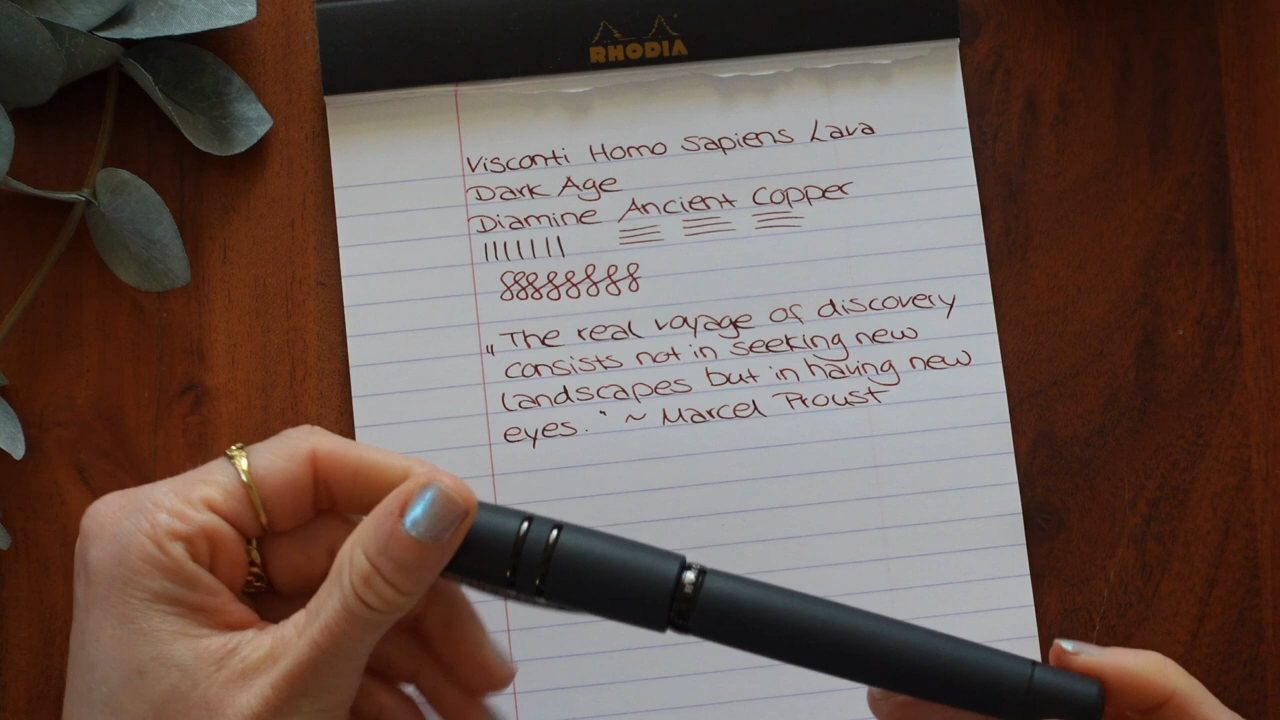 RHODIA
Visconti Homo Sapiens Lava
Dark Age
Diamine Ancient Copper
||||||||
88888888
„The real voyage of discovery
consists not in seeking new
landscapes but in having new
eyes." ~ Marcel Proust